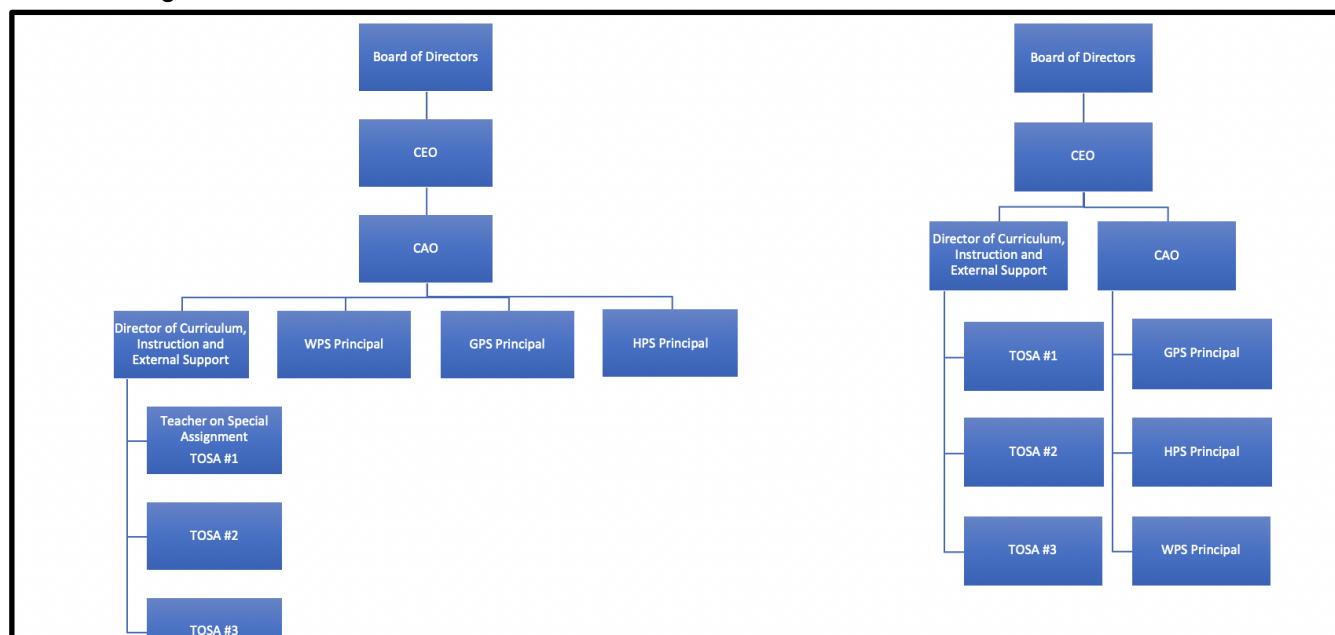 Board of Directors
CEO
CAO
Director of Curriculum,
Instruction and
External Support
WPS Principal
GPS Principal
HPS Principal
Teacher on Special
Assignment
TOSA #1
TOSA #2
TOSA #3
Board of Directors
CEO
Director of Curriculum,
Instruction and
External Support
CAO
TOSA #1
GPS Principal
TOSA #2
HPS Principal
TOSA #3
WPS Principal